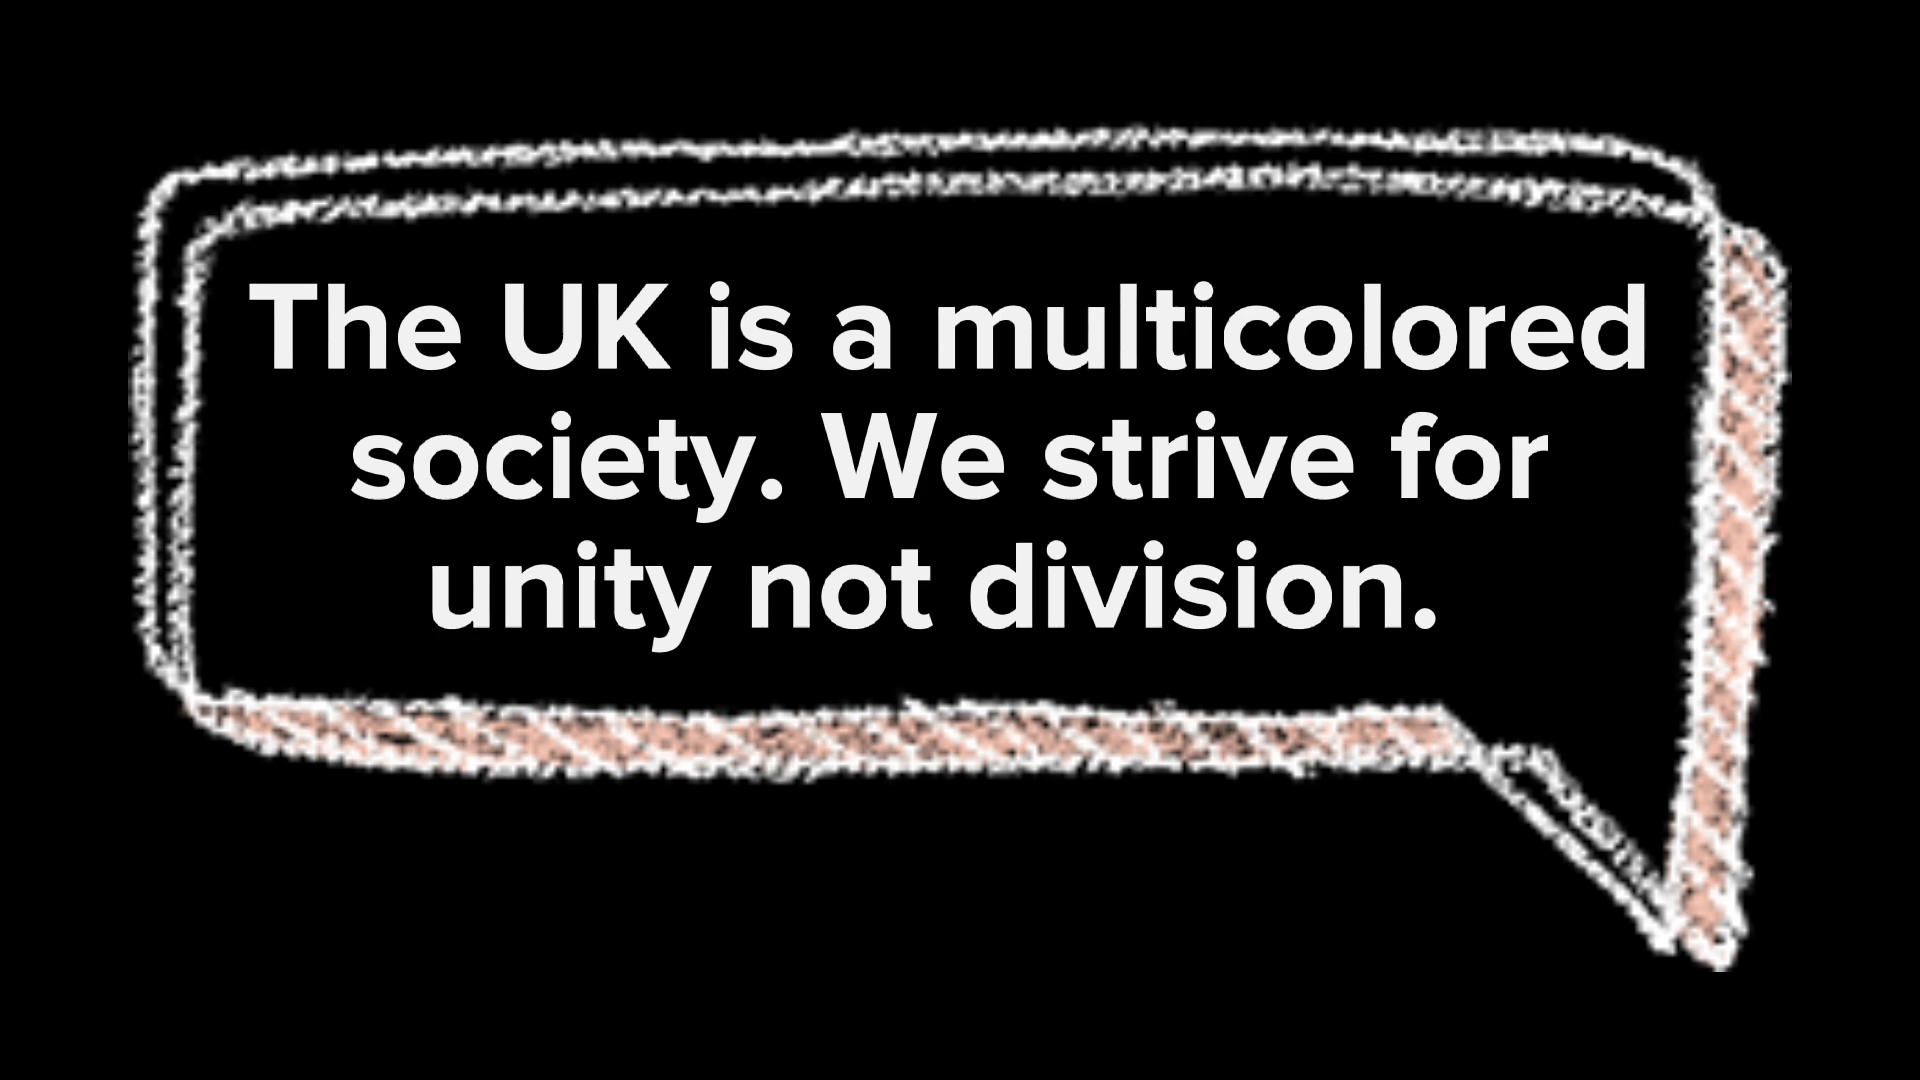 The UK is a multicolored
society. We strive for
unity not division.